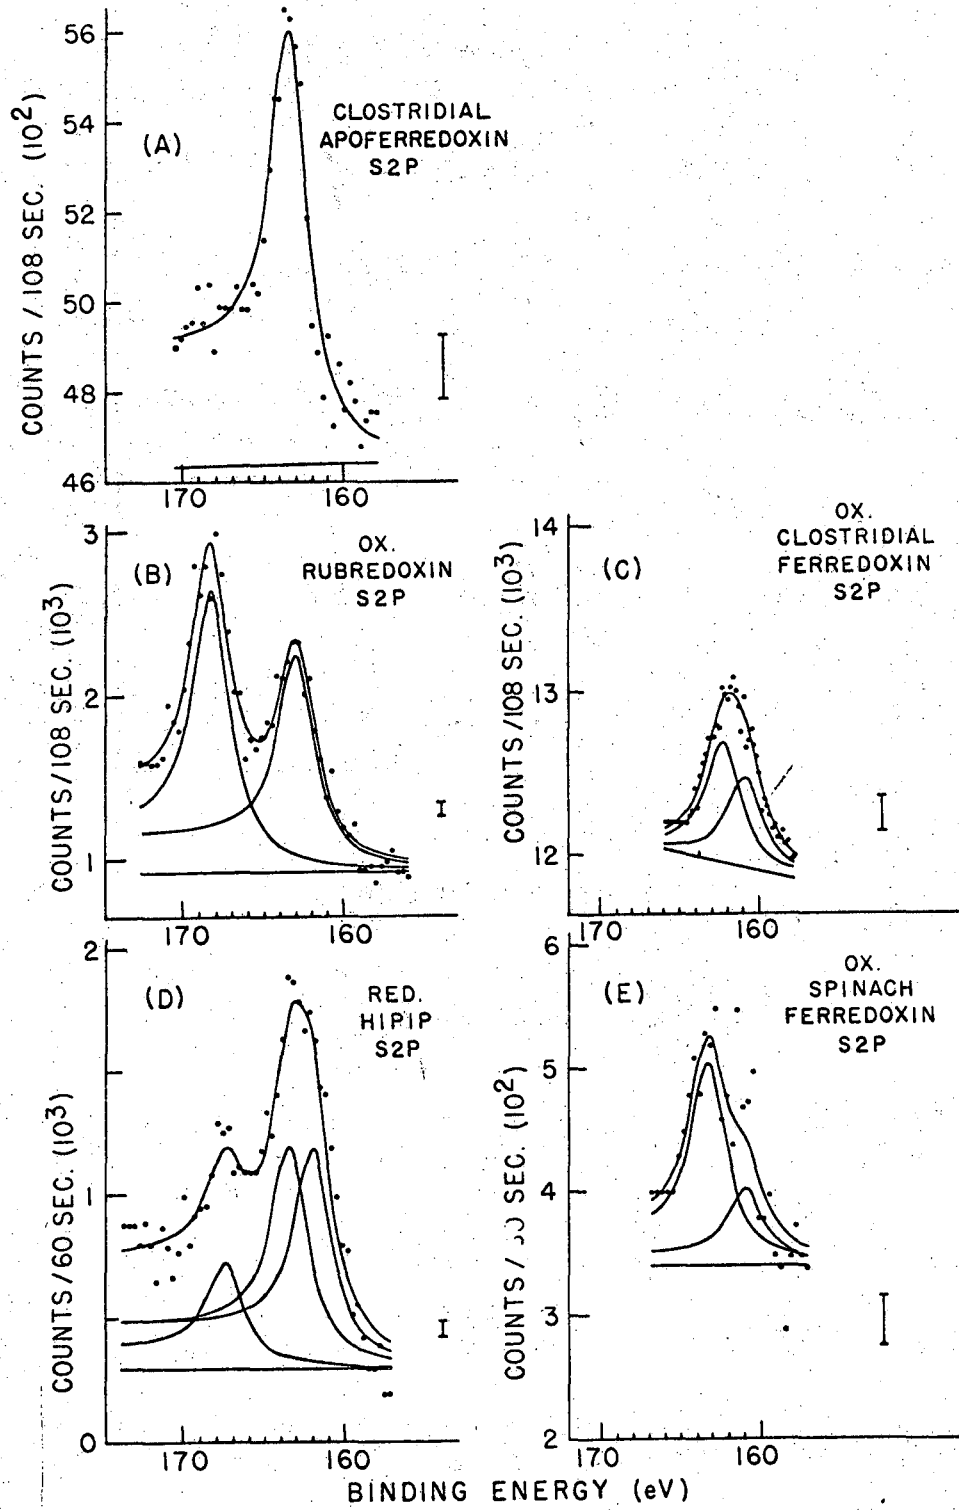 56
54
52
50
48
46
COUNTS / 108 SEC. (10²)
(A)
CLOSTRIDIAL
APOFERREDOXIN
S2P
170
160
3
2
1
COUNTS/108 SEC. (10³)
(B)
OX.
RUBREDOXIN
S2P
170
160
14
13
12
COUNTS/108 SEC. (10³)
(C)
OX.
CLOSTRIDIAL
FERREDOXIN
S2P
170
160
2
1
0
COUNTS/60 SEC. (10³)
(D)
RED.
HIPIP
S2P
170
160
6
5
4
3
2
COUNTS/ SEC. (10²)
(E)
OX.
SPINACH
FERREDOXIN
S2P
170
160
BINDING ENERGY (eV)